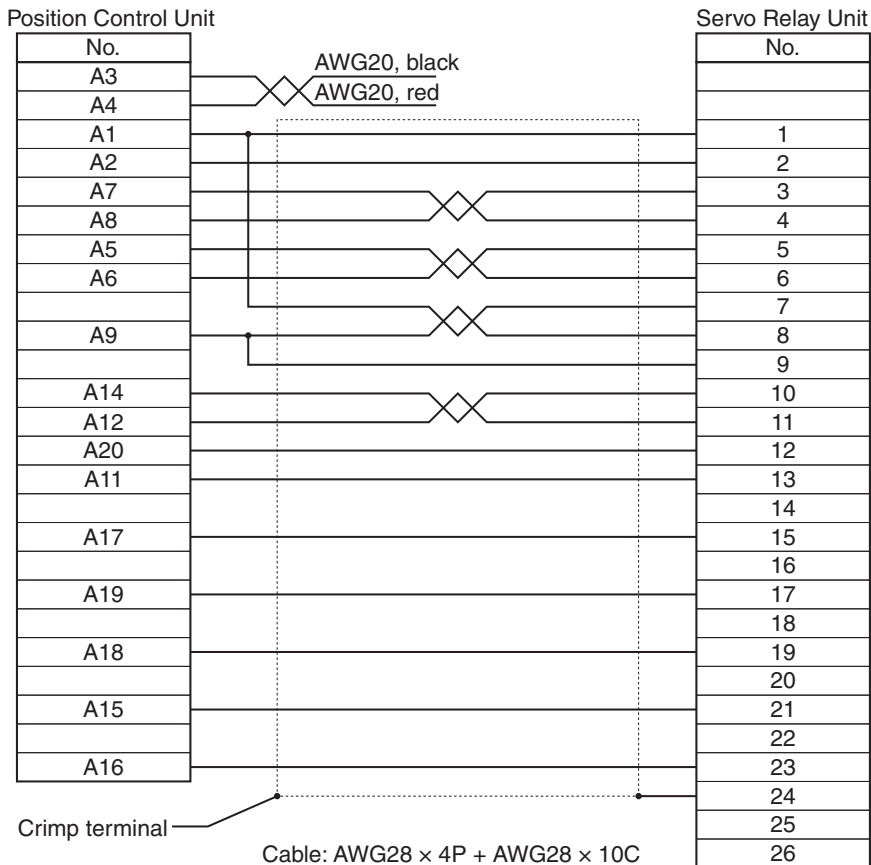 Position Control Unit Servo Relay Unit
No. No.
A3 AWG20, black
A4 AWG20, red
A1 1
A2 2
A7 3
A8 4
A5 5
A6 6
7
A9 8
9
A14 10
A12 11
A20 12
A11 13
14
A17 15
16
A19 17
18
A18 19
20
A15 21
22
A16 23
24
Crimp terminal 25
Cable: AWG28 × 4P + AWG28 × 10C 26